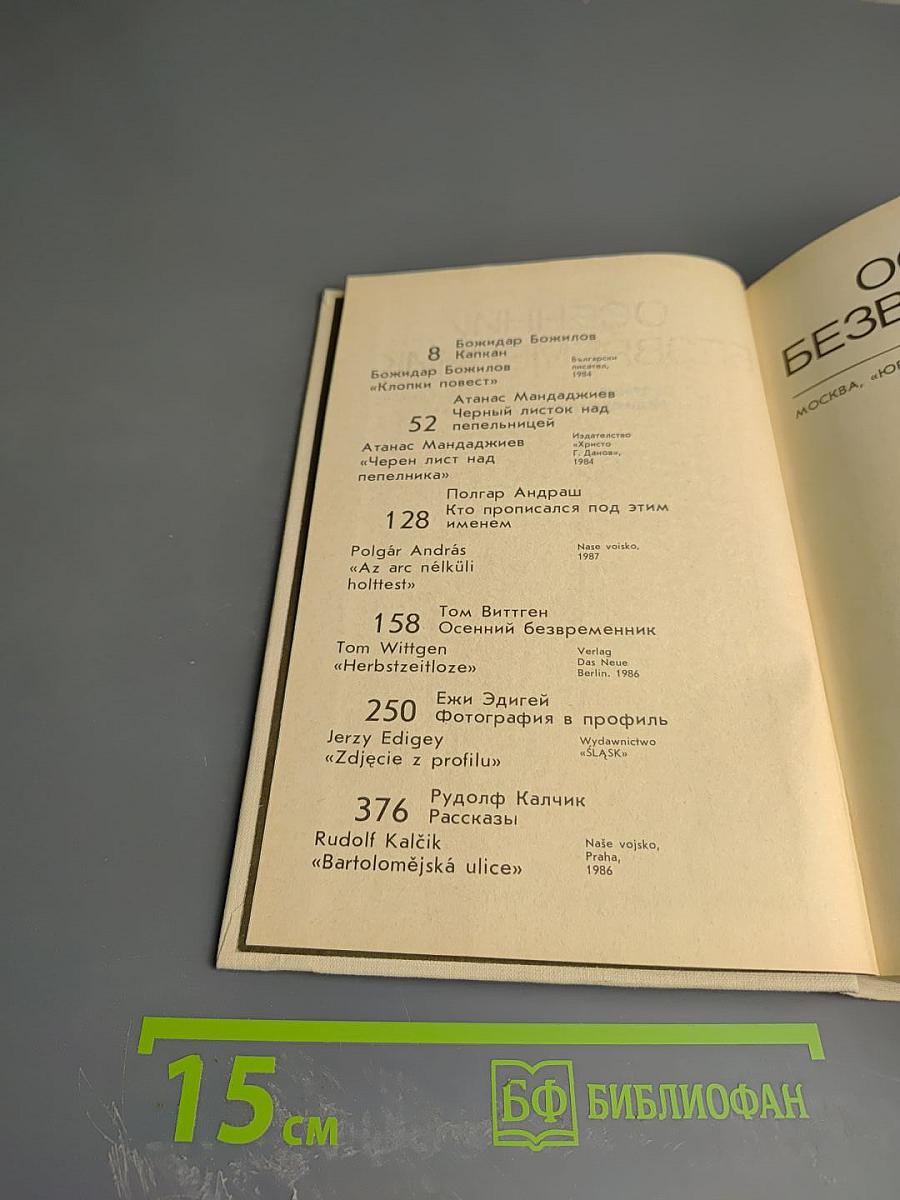 8 Божидар Божилов
Капкан
Божидар Божилов
«Клопки повест»
Български
писател,
1984
52 Атанас Мандаджиев
Черный листок над
пепельницей
Атанас Мандаджиев
«Черен лист над
пепелника»
Издателство
«Христо
Г. Данов»,
1984
128 Полгар Андраш
Кто прописался под этим
именем
Polgár András
«Az arc nélküli
holttest»
Nase voisko,
1987
158 Том Виттген
Осенний безвременник
Tom Wittgen
«Herbstzeitloze»
Verlag
Das Neue
Berlin. 1986
250 Ежи Эдигей
Фотография в профиль
Jerzy Edigey
«Zdjęcie z profilu»
Wydawnictwo
«ŚLĄSK»
376 Рудолф Калчик
Рассказы
Rudolf Kalčik
«Bartolomějská ulice»
Naše vojsko,
Praha,
1986
МОСКВА,
15 см
БФ БИБЛИОФАН